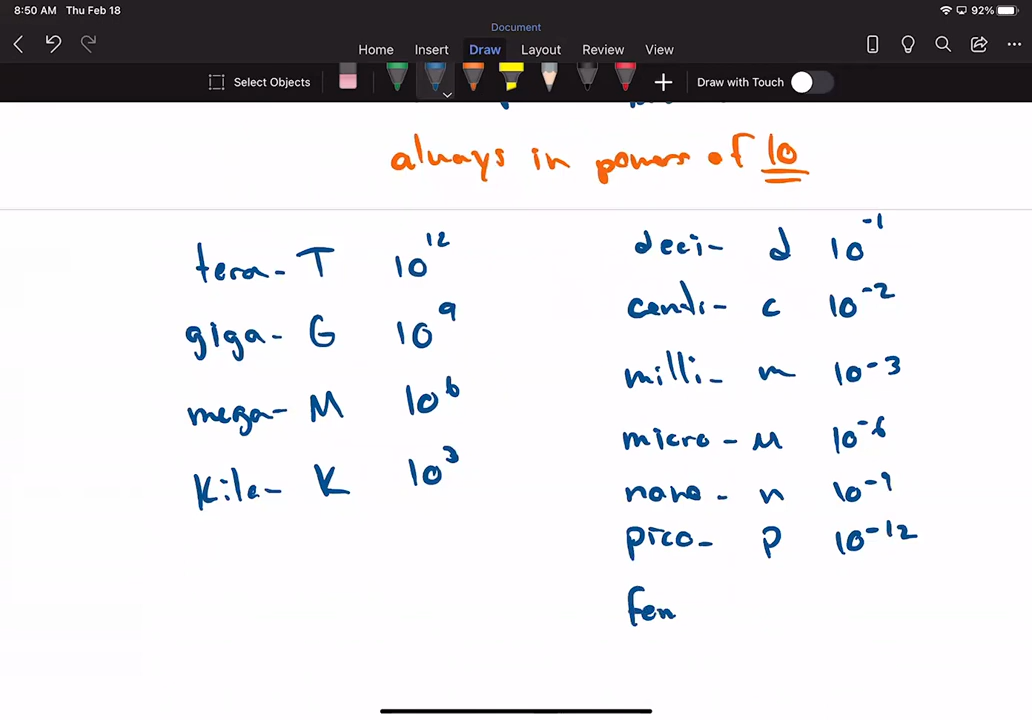 8:50 AM Thu Feb 18 92%
Document
Home Insert Draw Layout Review View
Select Objects Draw with Touch
always in powers of 10
tera- T 10^12
giga- G 10^9
mega- M 10^6
Kilo- K 10^3
deci- d 10^-1
centi- c 10^-2
milli- m 10^-3
micro- M 10^-6
nano- n 10^-9
pico- p 10^-12
fem